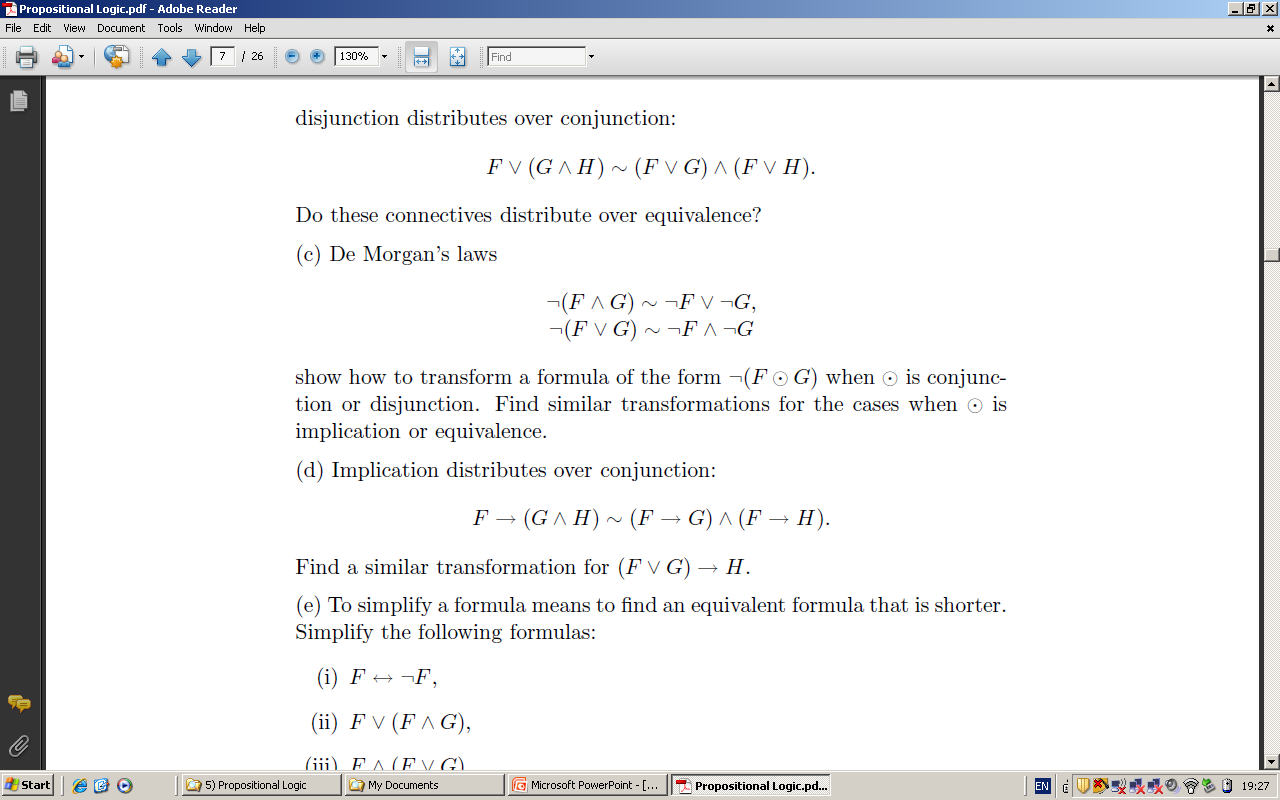 Propositional Logic.pdf - Adobe Reader
File Edit View Document Tools Window Help
7 / 26 130% Find
disjunction distributes over conjunction:
F ∨ (G ∧ H) ∼ (F ∨ G) ∧ (F ∨ H).
Do these connectives distribute over equivalence?
(c) De Morgan's laws
¬(F ∧ G) ∼ ¬F ∨ ¬G,
¬(F ∨ G) ∼ ¬F ∧ ¬G
show how to transform a formula of the form ¬(F ⊙ G) when ⊙ is conjunc-
tion or disjunction. Find similar transformations for the cases when ⊙ is
implication or equivalence.
(d) Implication distributes over conjunction:
F → (G ∧ H) ∼ (F → G) ∧ (F → H).
Find a similar transformation for (F ∨ G) → H.
(e) To simplify a formula means to find an equivalent formula that is shorter.
Simplify the following formulas:
(i) F ↔ ¬F,
(ii) F ∨ (F ∧ G),
(iii) F ∧ (F ∨ G)
Start 5) Propositional Logic My Documents Microsoft PowerPoint - [... Propositional Logic.pd... EN 19:27